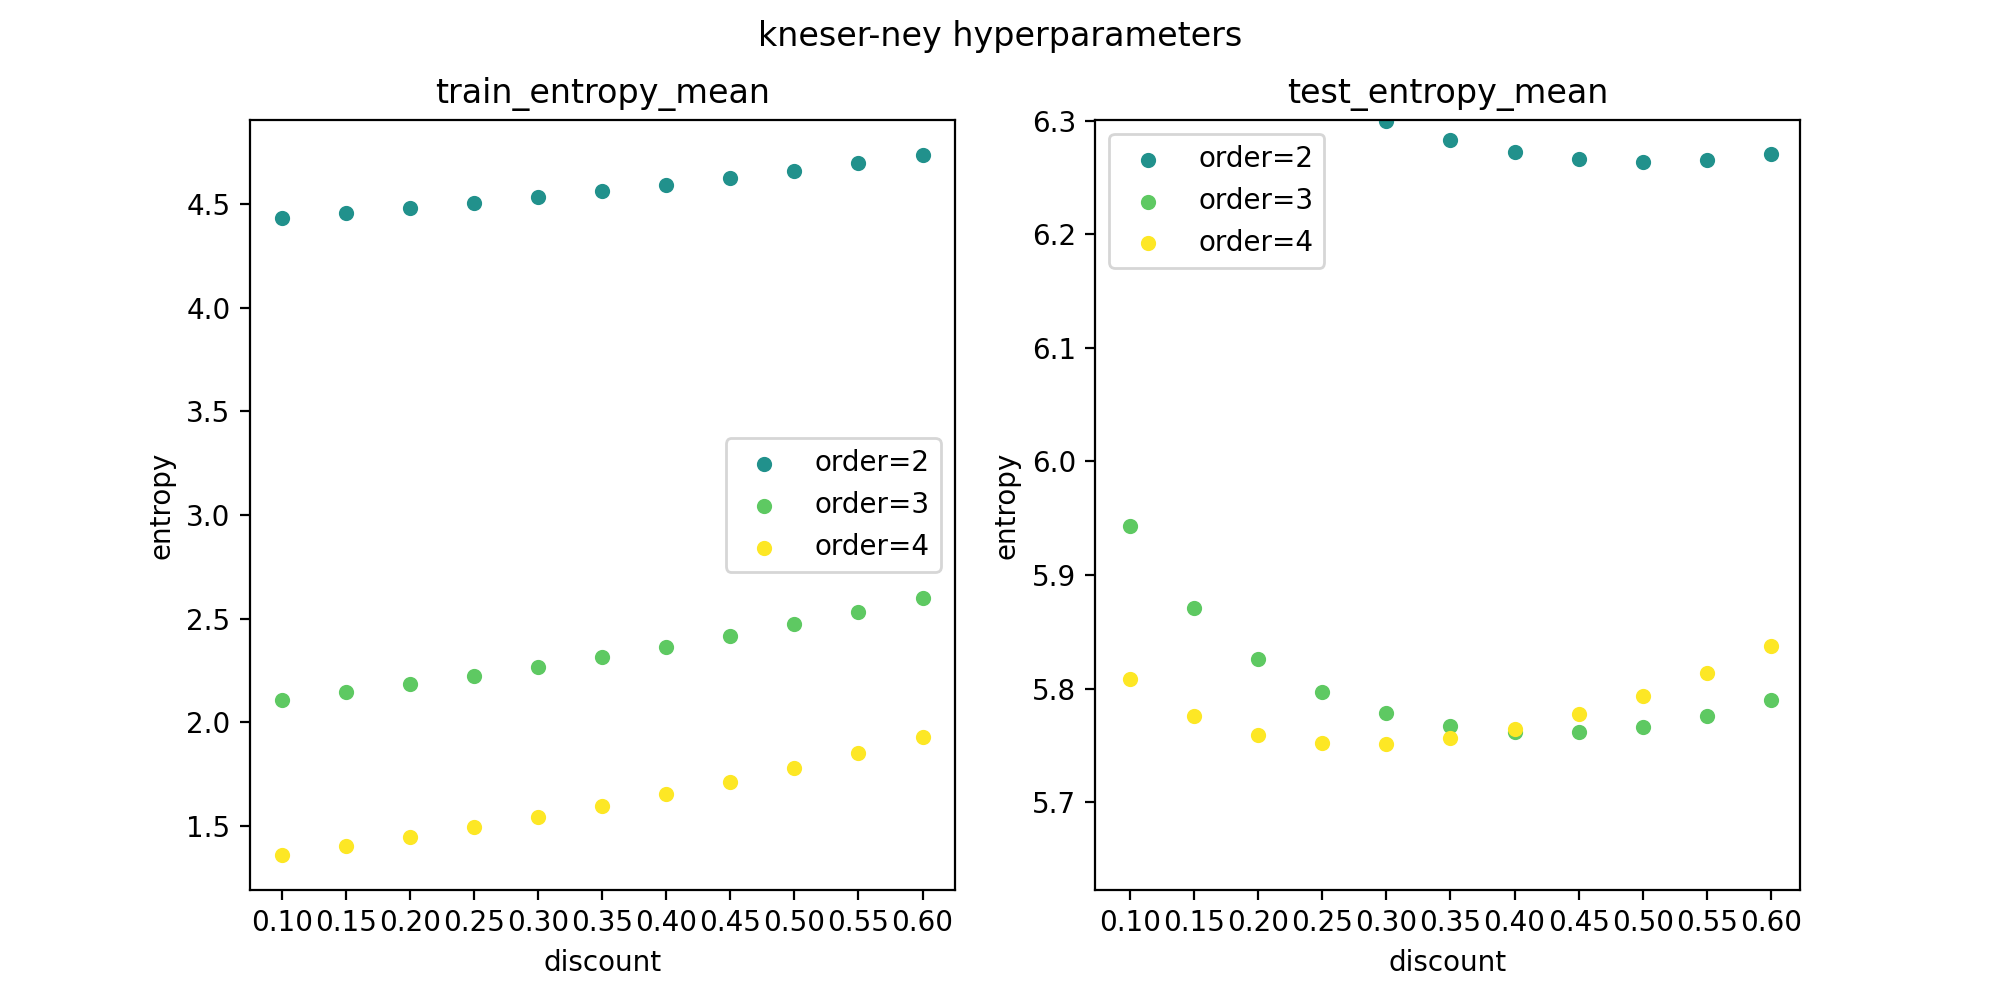 kneser-ney hyperparameters
train_entropy_mean
entropy
4.5
4.0
3.5
3.0
2.5
2.0
1.5
order=2
order=3
order=4
0.10 0.15 0.20 0.25 0.30 0.35 0.40 0.45 0.50 0.55 0.60
discount
test_entropy_mean
entropy
6.3
6.2
6.1
6.0
5.9
5.8
5.7
order=2
order=3
order=4
0.10 0.15 0.20 0.25 0.30 0.35 0.40 0.45 0.50 0.55 0.60
discount